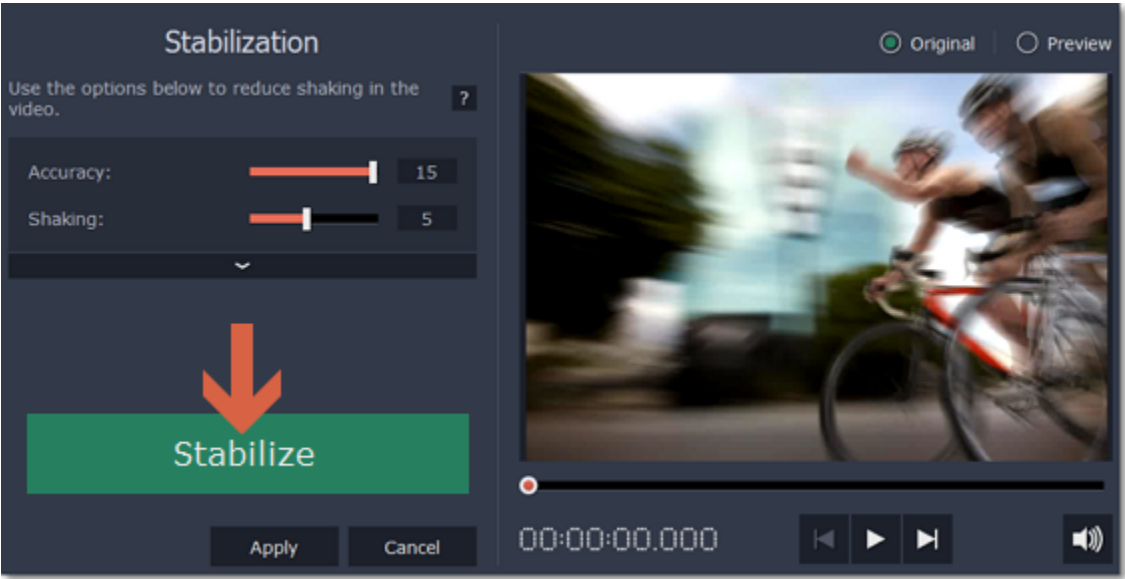 Stabilization
Original
Preview
Use the options below to reduce shaking in the
video.
?
Accuracy:
15
Shaking:
5
Stabilize
Apply
Cancel
00:00:00.000